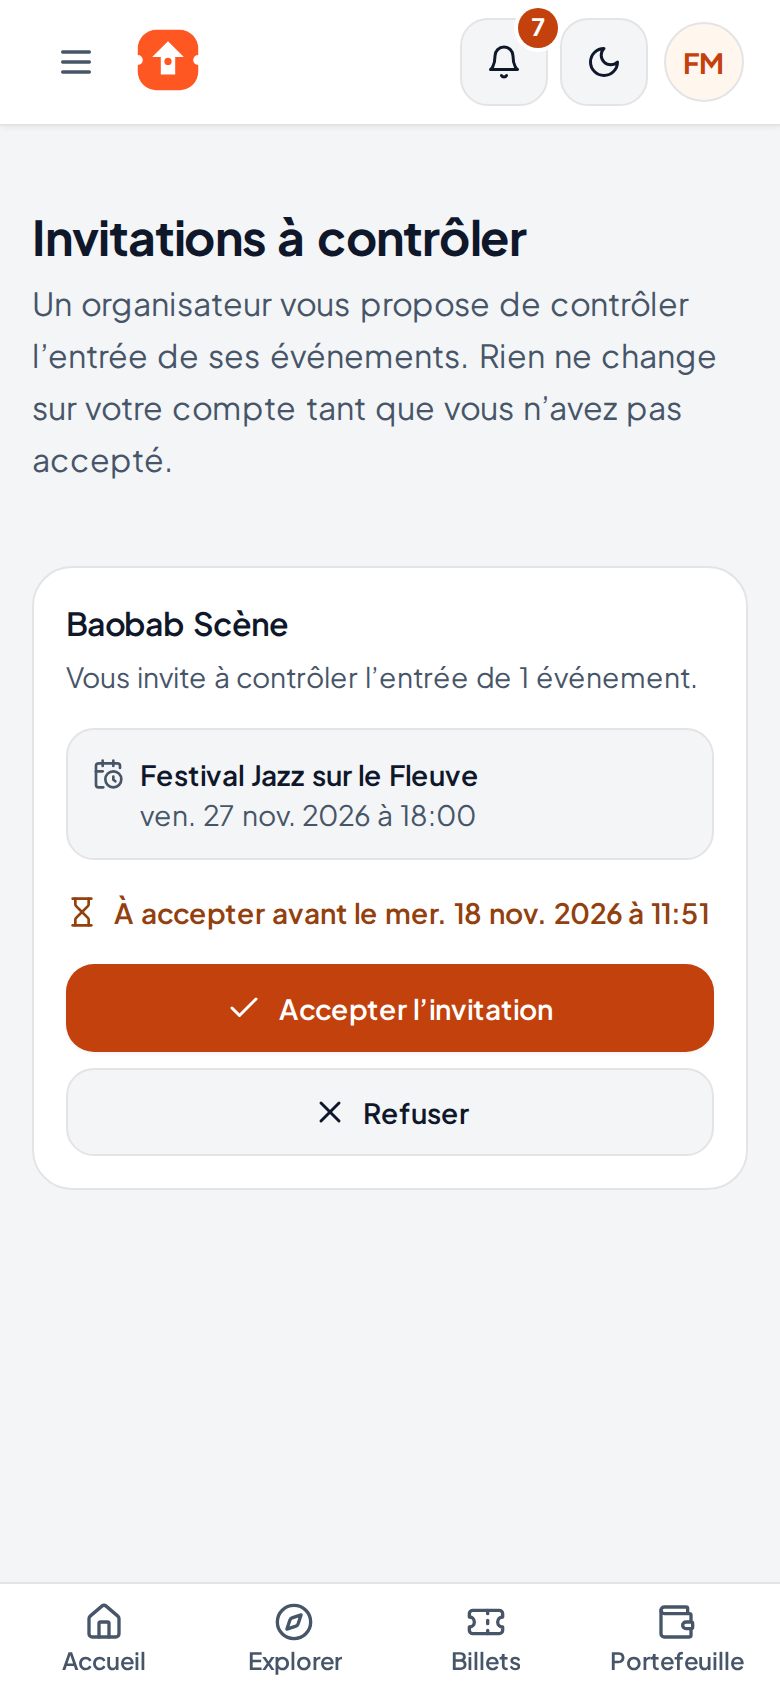 7
FM
Invitations à contrôler
Un organisateur vous propose de contrôler
l’entrée de ses événements. Rien ne change
sur votre compte tant que vous n’avez pas
accepté.
Baobab Scène
Vous invite à contrôler l’entrée de 1 événement.
Festival Jazz sur le Fleuve
ven. 27 nov. 2026 à 18:00
À accepter avant le mer. 18 nov. 2026 à 11:51
Accepter l’invitation
Refuser
Accueil
Explorer
Billets
Portefeuille